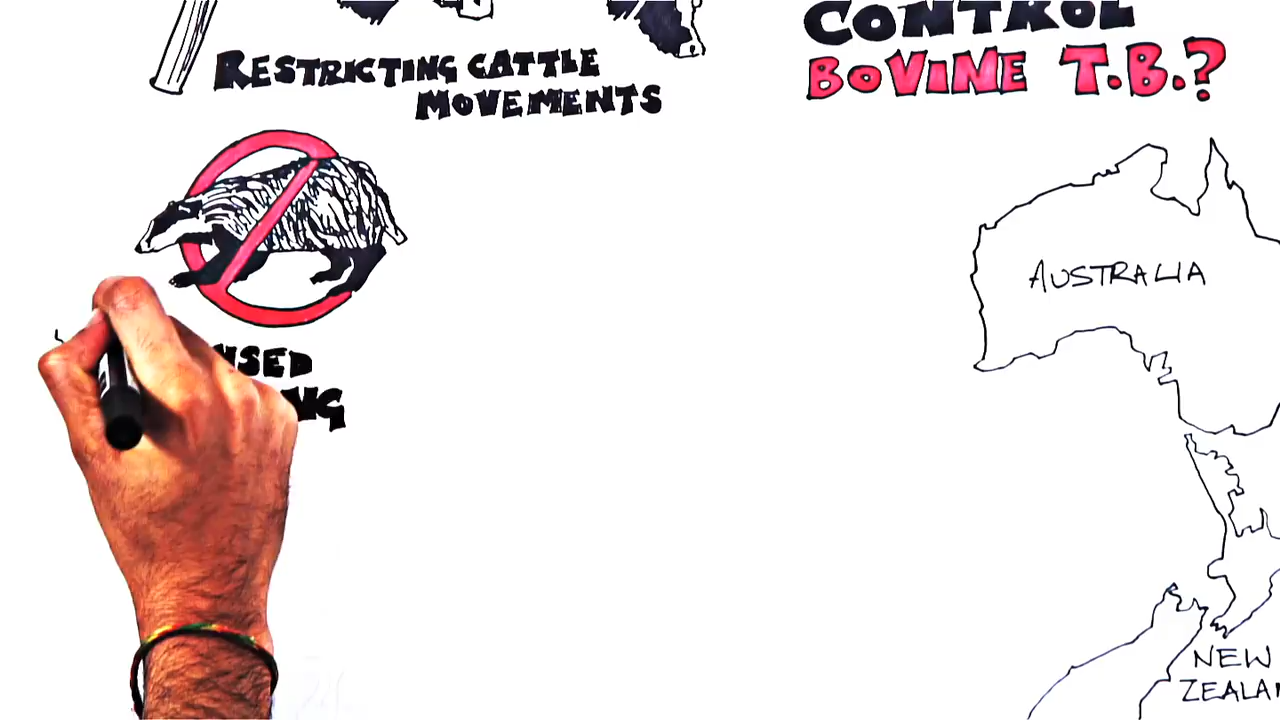 RESTRICTING CATTLE
MOVEMENTS
CONTROL
BOVINE T.B.?
AUSTRALIA
NEW